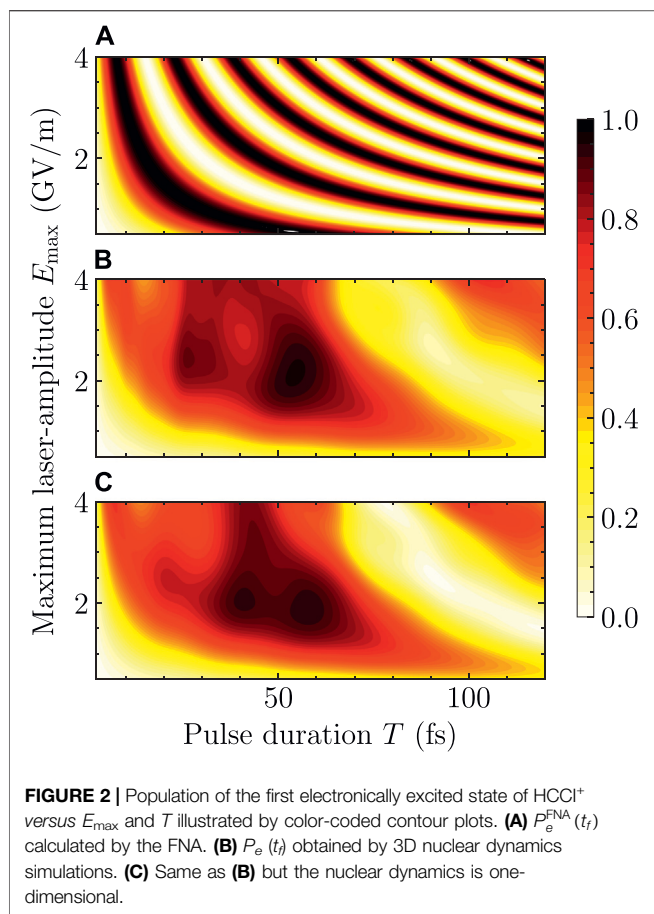 A
4
2
B
4
2
C
4
2
Maximum laser-amplitude E_max (GV/m)
50
100
Pulse duration T (fs)
1.0
0.8
0.6
0.4
0.2
0.0
FIGURE 2 | Population of the first electronically excited state of HCCI⁺
versus E_max and T illustrated by color-coded contour plots. (A) P_e^FNA (t_f)
calculated by the FNA. (B) P_e (t_f) obtained by 3D nuclear dynamics
simulations. (C) Same as (B) but the nuclear dynamics is one-
dimensional.